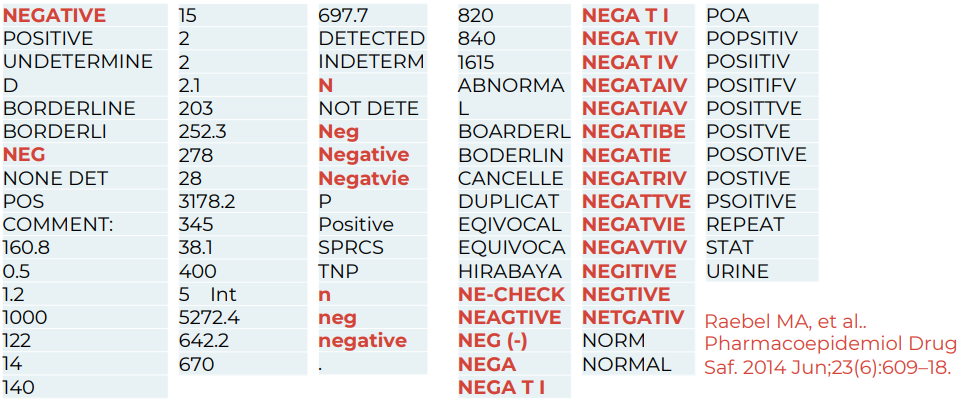 NEGATIVE
POSITIVE
UNDETERMINE
D
BORDERLINE
BORDERLI
NEG
NONE DET
POS
COMMENT:
160.8
0.5
1.2
1000
122
14
140
15
2
2
2.1
203
252.3
278
28
3178.2
345
38.1
400
5 Int
5272.4
642.2
670
697.7
DETECTED
INDETERM
N
NOT DETE
Neg
Negative
Negatvie
P
Positive
SPRCS
TNP
n
neg
negative
.
820
840
1615
ABNORMA
L
BOARDERL
BODERLIN
CANCELLE
DUPLICAT
EQIVOCAL
EQUIVOCA
HIRABAYA
NE-CHECK
NEAGTIVE
NEG (-)
NEGA
NEGA T I
NEGA T I
NEGA TIV
NEGAT IV
NEGATAIV
NEGATIAV
NEGATIBE
NEGATIE
NEGATRIV
NEGATTVE
NEGATVIE
NEGAVTIV
NEGITIVE
NEGTIVE
NETGATIV
NORM
NORMAL
POA
POPSITIV
POSIITIV
POSITIFV
POSITTVE
POSITVE
POSOTIVE
POSTIVE
PSOITIVE
REPEAT
STAT
URINE
Raebel MA, et al..
Pharmacoepidemiol Drug
Saf. 2014 Jun;23(6):609–18.